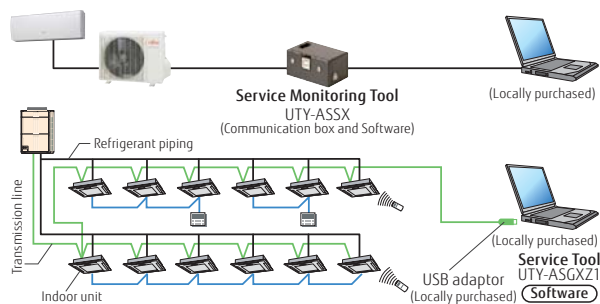 (Locally purchased)
Service Monitoring Tool
UTY-ASSX
(Communication box and Software)
Refrigerant piping
Transmission line
Indoor unit
USB adaptor
(Locally purchased)
(Locally purchased)
Service Tool
UTY-ASGXZ1
Software